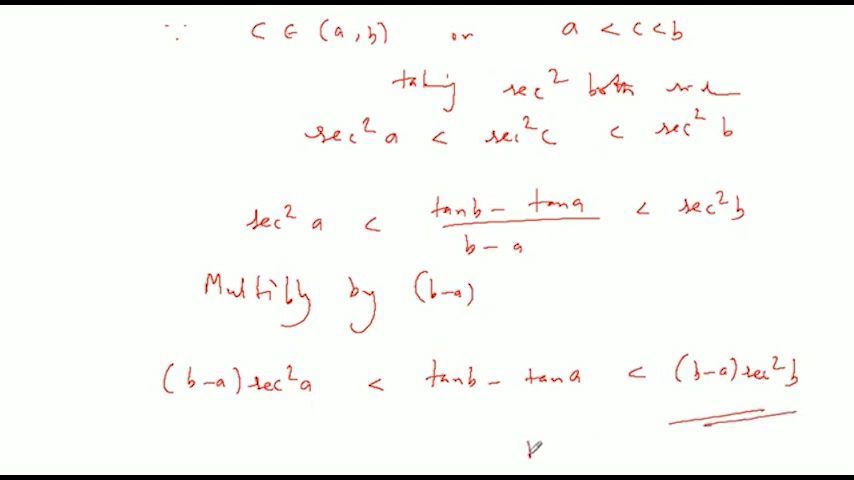 ∵ c ∈ (a, b) or a < c < b
taking sec² both side
sec² a < sec² c < sec² b
sec² a < (tan b - tan a)/(b - a) < sec² b
Multiply by (b-a)
(b-a) sec² a < tan b - tan a < (b-a) sec² b